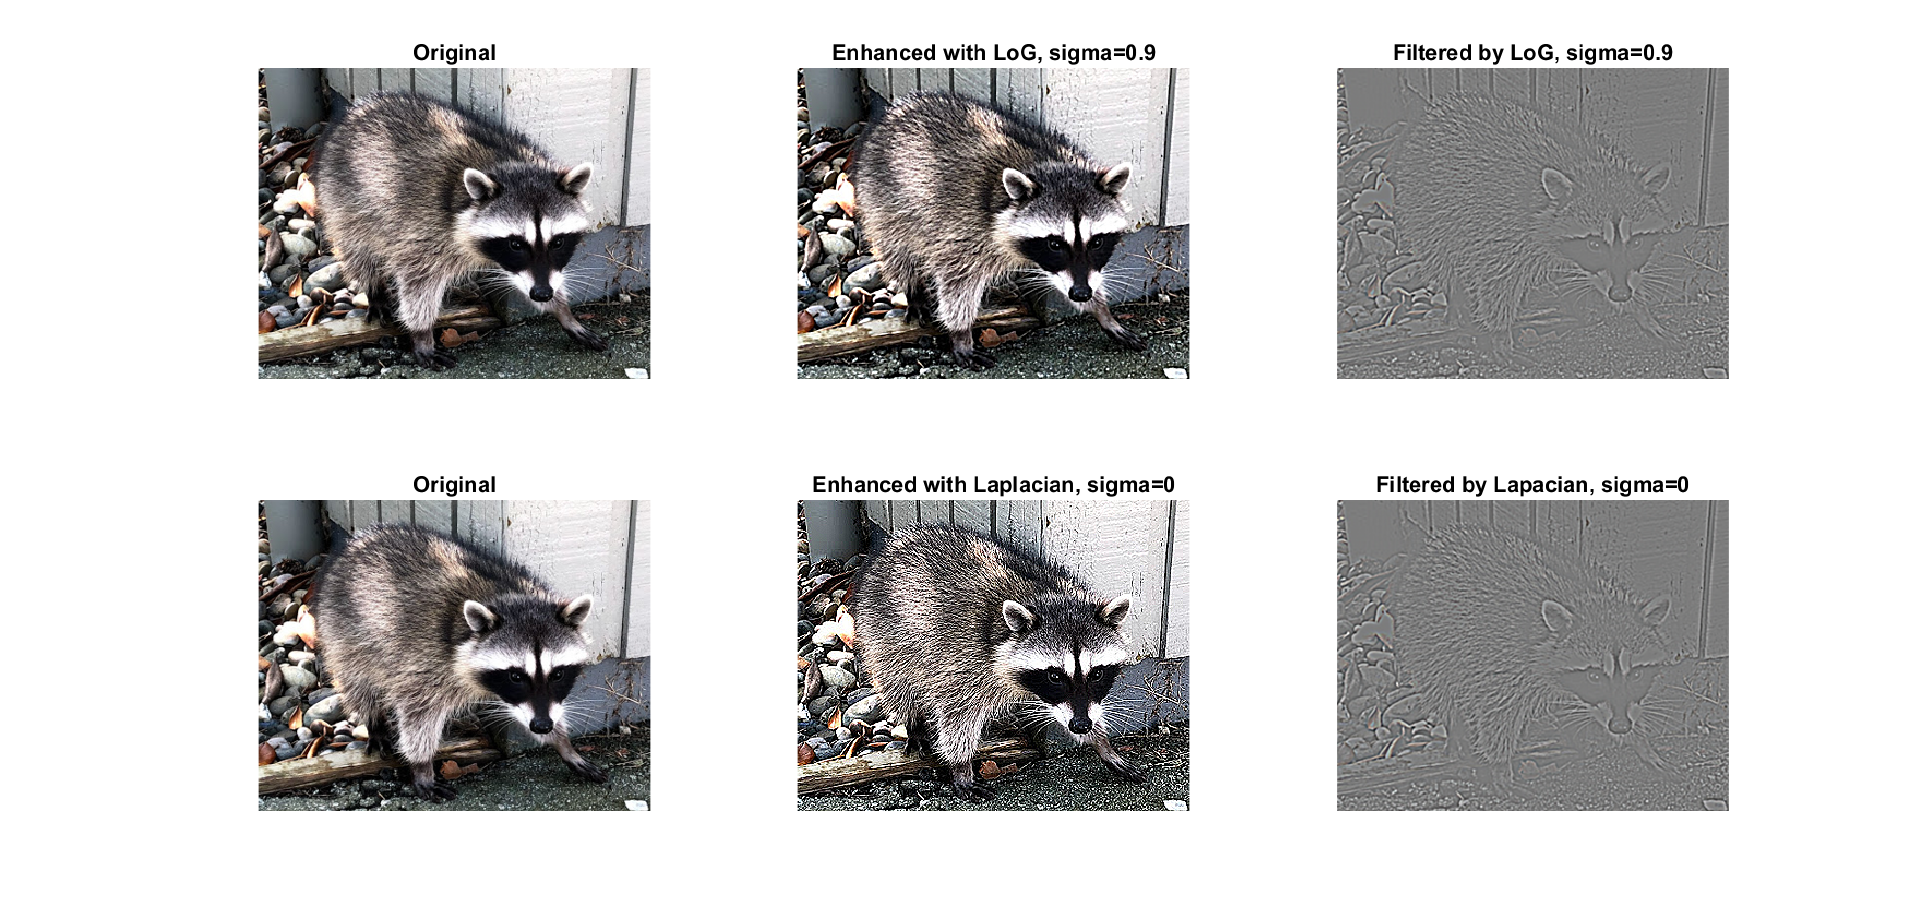 Original
Enhanced with LoG, sigma=0.9
Filtered by LoG, sigma=0.9
Original
Enhanced with Laplacian, sigma=0
Filtered by Lapacian, sigma=0